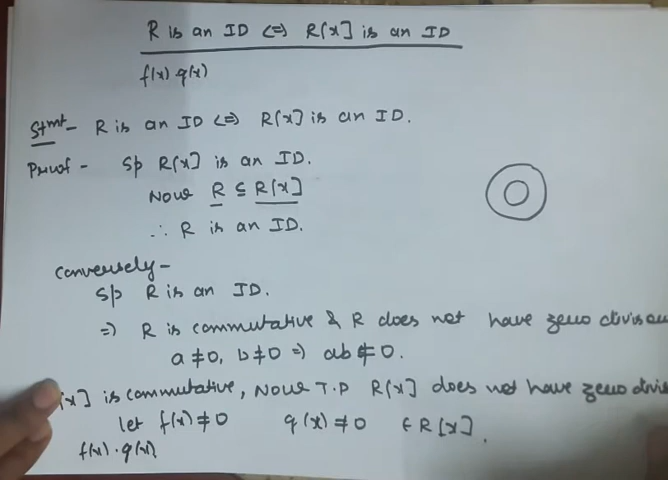 R is an ID <=> R[x] is an ID
f(x) g(x)
Stmt - R is an ID <=> R[x] is an ID.
Proof - Sp R[x] is an ID.
Now R ⊆ R[x]
∴ R is an ID.
Conversely -
Sp R is an ID.
=> R is commutative & R does not have zero divisou
a ≠ 0, b ≠ 0 => ab ≠ 0.
[x] is commutative, Now T.P R[x] does not have zero divis
let f(x) ≠ 0 g(x) ≠ 0 ∈ R[x].
f(x) . g(x)